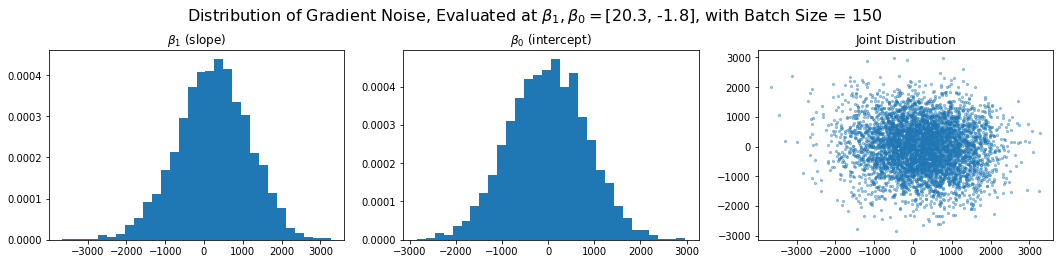 Distribution of Gradient Noise, Evaluated at β₁, β₀ = [20.3, -1.8], with Batch Size = 150
β₁ (slope)
0.0004
0.0003
0.0002
0.0001
0.0000
−3000 −2000 −1000 0 1000 2000 3000
β₀ (intercept)
0.0004
0.0003
0.0002
0.0001
0.0000
−3000 −2000 −1000 0 1000 2000 3000
Joint Distribution
3000
2000
1000
0
−1000
−2000
−3000
−3000 −2000 −1000 0 1000 2000 3000